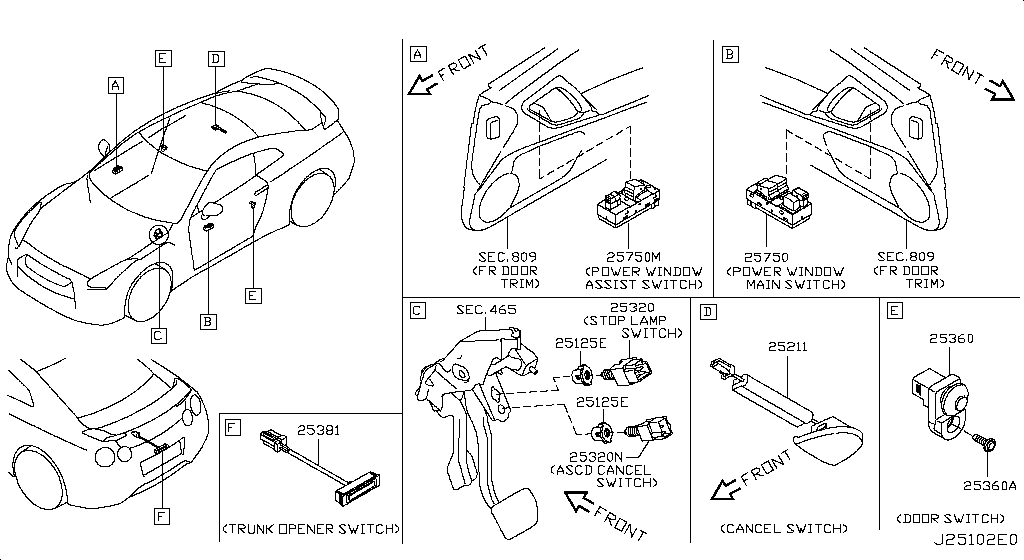 E
D
A
B
E
C
F
A
FRONT
SEC.809
(FR DOOR
TRIM)
25750M
(POWER WINDOW
ASSIST SWITCH)
B
FRONT
25750
(POWER WINDOW
MAIN SWITCH)
SEC.809
(FR DOOR
TRIM)
C
SEC.465
25320
(STOP LAMP
SWITCH)
25125E
25125E
25320N
(ASCD CANCEL
SWITCH)
FRONT
D
25211
FRONT
(CANCEL SWITCH)
E
25360
25360A
(DOOR SWITCH)
F
25381
(TRUNK OPENER SWITCH)
J25102E0